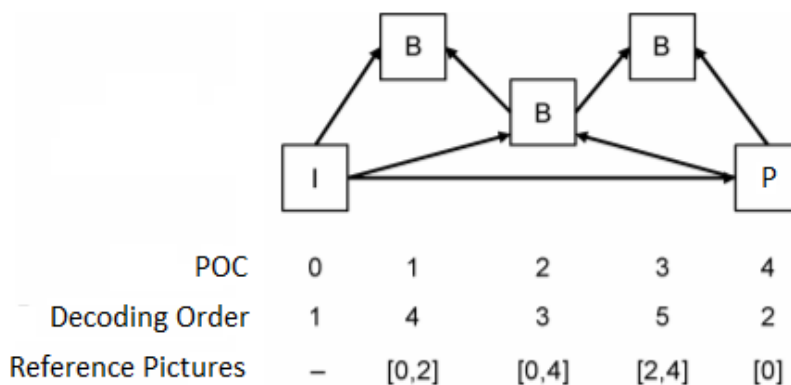 B B
B
I P
POC 0 1 2 3 4
Decoding Order 1 4 3 5 2
Reference Pictures – [0,2] [0,4] [2,4] [0]